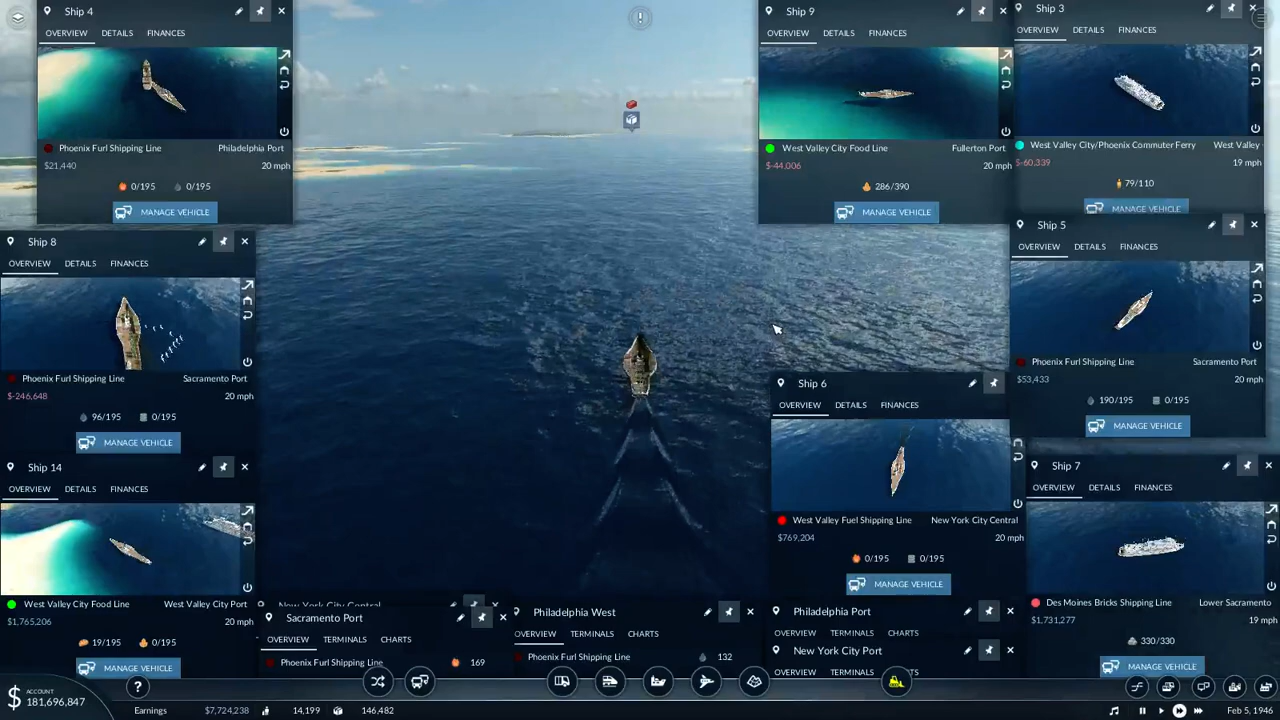 Ship 4
OVERVIEW DETAILS FINANCES
Phoenix Furl Shipping Line Philadelphia Port
$21,440 20 mph
0/195 0/195
MANAGE VEHICLE
Ship 9
OVERVIEW DETAILS FINANCES
West Valley City Food Line Fullerton Port
$-44,006 20 mph
286/390
MANAGE VEHICLE
Ship 3
OVERVIEW DETAILS FINANCES
West Valley City/Phoenix Commuter Ferry West Valley
$-60,339 19 mph
79/110
MANAGE VEHICLE
Ship 8
OVERVIEW DETAILS FINANCES
Phoenix Furl Shipping Line Sacramento Port
$-246,648 20 mph
96/195 0/195
MANAGE VEHICLE
Ship 5
OVERVIEW DETAILS FINANCES
Phoenix Furl Shipping Line Sacramento Port
$53,433 20 mph
190/195 0/195
MANAGE VEHICLE
Ship 6
OVERVIEW DETAILS FINANCES
West Valley Fuel Shipping Line New York City Central
$769,204 20 mph
0/195 0/195
MANAGE VEHICLE
Ship 14
OVERVIEW DETAILS FINANCES
West Valley City Food Line West Valley City Port
$1,765,206 20 mph
19/195 0/195
MANAGE VEHICLE
Ship 7
OVERVIEW DETAILS FINANCES
Des Moines Bricks Shipping Line Lower Sacramento
$1,731,277 19 mph
330/330
MANAGE VEHICLE
New York City Central
Sacramento Port
OVERVIEW TERMINALS CHARTS
Phoenix Furl Shipping Line 169
Philadelphia West
OVERVIEW TERMINALS CHARTS
Phoenix Furl Shipping Line 132
Philadelphia Port
OVERVIEW TERMINALS CHARTS
New York City Port
OVERVIEW TERMINALS CHARTS
$ ACCOUNT
181,696,847
?
Earnings $7,724,238 14,199 146,482
Feb 5, 1946